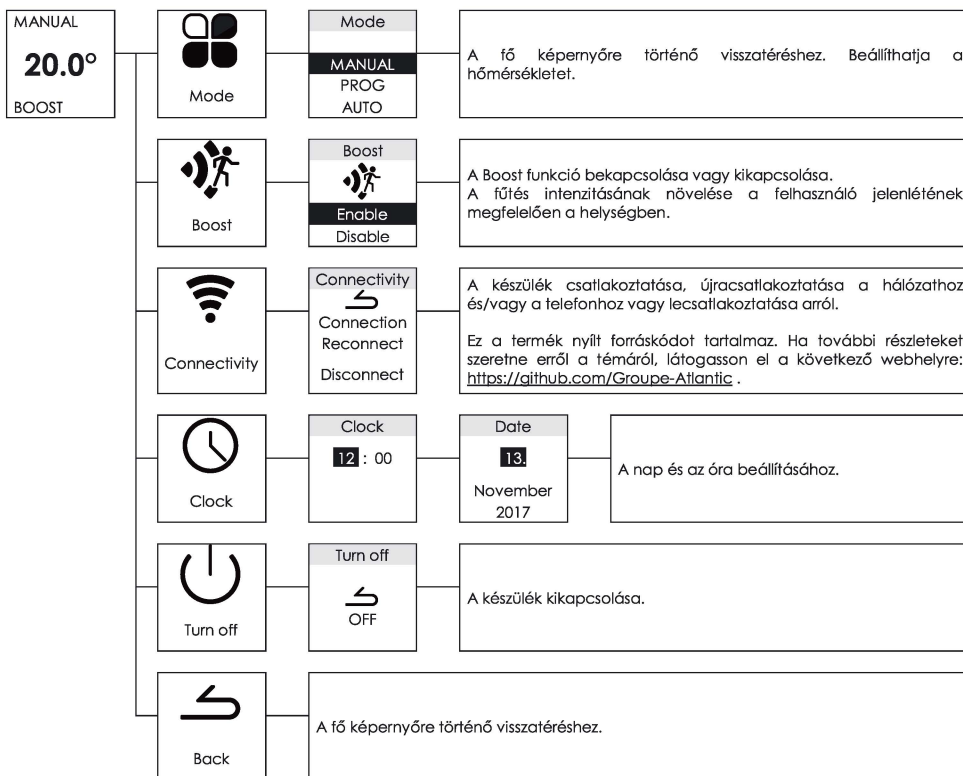 MANUAL
20.0°
BOOST
Mode
Mode
MANUAL
PROG
AUTO
A fő képernyőre történő visszatéréshez. Beállíthatja a
hőmérsékletet.
Boost
Boost
Enable
Disable
A Boost funkció bekapcsolása vagy kikapcsolása.
A fűtés intenzitásának növelése a felhasználó jelenlétének
megfelelően a helységben.
Connectivity
Connectivity
Connection
Reconnect
Disconnect
A készülék csatlakoztatása, újracsatlakoztatása a hálózathoz
és/vagy a telefonhoz vagy lecsatlakoztatása arról.
Ez a termék nyílt forráskódot tartalmaz. Ha további részleteket
szeretne erről a témáról, látogasson el a következő webhelyre:
https://github.com/Groupe-Atlantic .
Clock
Clock
12 : 00
Date
13.
November
2017
A nap és az óra beállításához.
Turn off
Turn off
OFF
A készülék kikapcsolása.
Back
A fő képernyőre történő visszatéréshez.